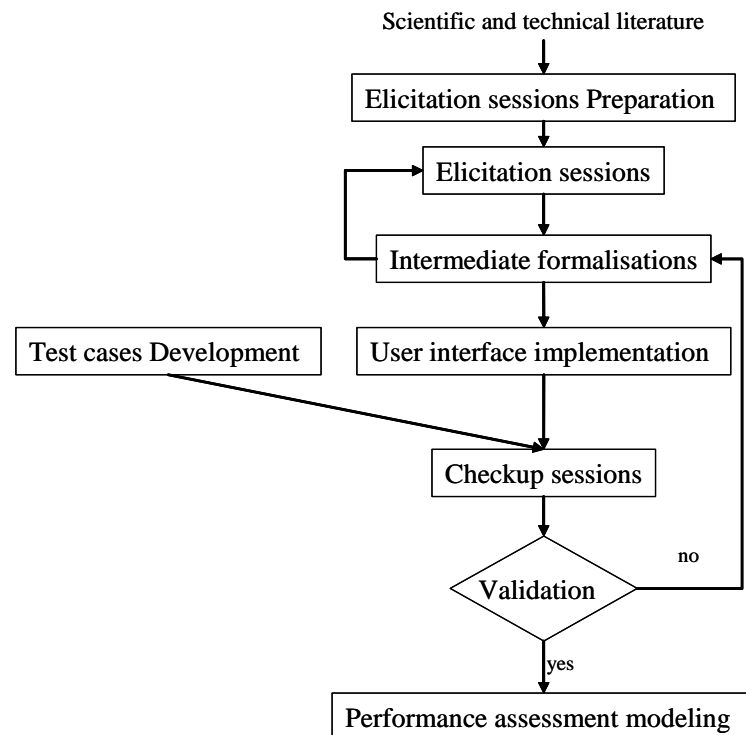 Scientific and technical literature
Elicitation sessions Preparation
Elicitation sessions
Intermediate formalisations
Test cases Development
User interface implementation
Checkup sessions
no
Validation
yes
Performance assessment modeling